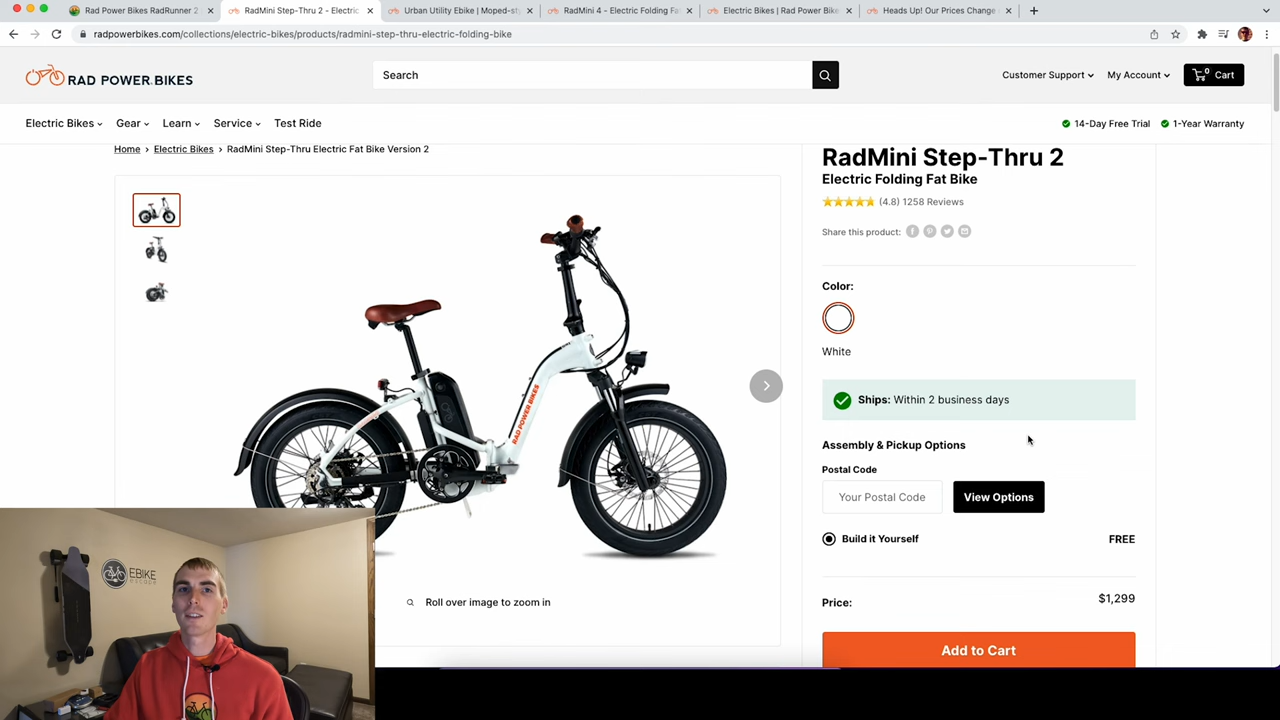 Rad Power Bikes RadRunner 2
RadMini Step-Thru 2 - Electric
Urban Utility Ebike | Moped-st
RadMini 4 - Electric Folding Fa
Electric Bikes | Rad Power Bike
Heads Up! Our Prices Change
radpowerbikes.com/collections/electric-bikes/products/radmini-step-thru-electric-folding-bike
RAD POWER BIKES
Search
Customer Support
My Account
0
Cart
Electric Bikes
Gear
Learn
Service
Test Ride
14-Day Free Trial
1-Year Warranty
Home
Electric Bikes
RadMini Step-Thru Electric Fat Bike Version 2
RadMini Step-Thru 2
Electric Folding Fat Bike
(4.8) 1258 Reviews
Share this product:
Color:
White
Ships: Within 2 business days
Assembly & Pickup Options
Postal Code
Your Postal Code
View Options
Build it Yourself
FREE
Price:
$1,299
Add to Cart
RAD POWER BIKES
Roll over image to zoom in
EBIKE